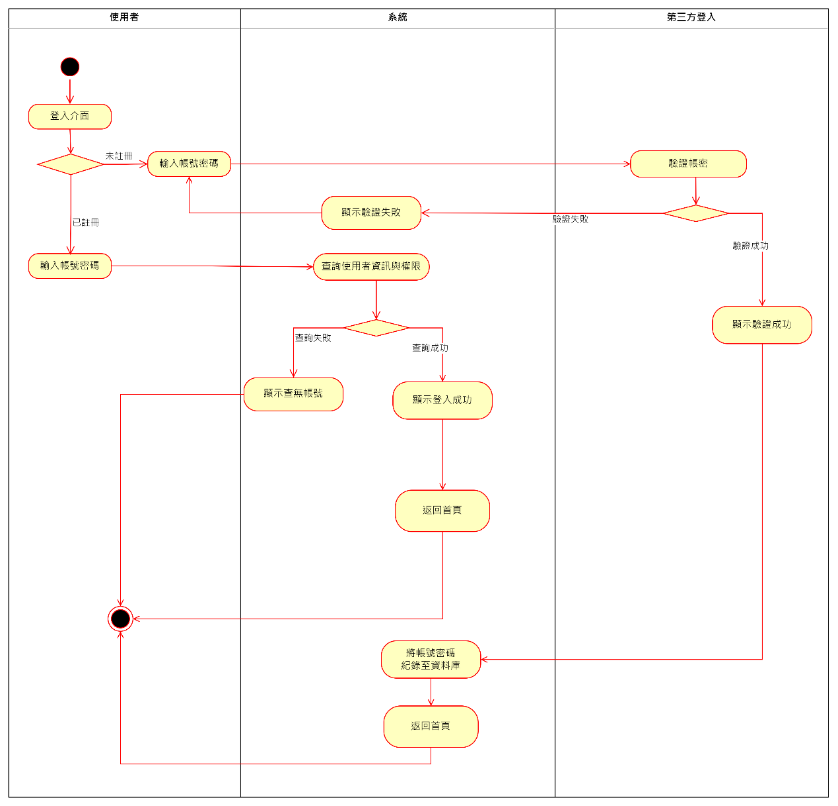 使用者
系統
第三方登入
登入介面
未註冊
輸入帳號密碼
驗證帳密
顯示驗證失敗
驗證失敗
已註冊
驗證成功
輸入帳號密碼
查詢使用者資訊與權限
顯示驗證成功
查詢失敗
查詢成功
顯示查無帳號
顯示登入成功
返回首頁
將帳號密碼
紀錄至資料庫
返回首頁